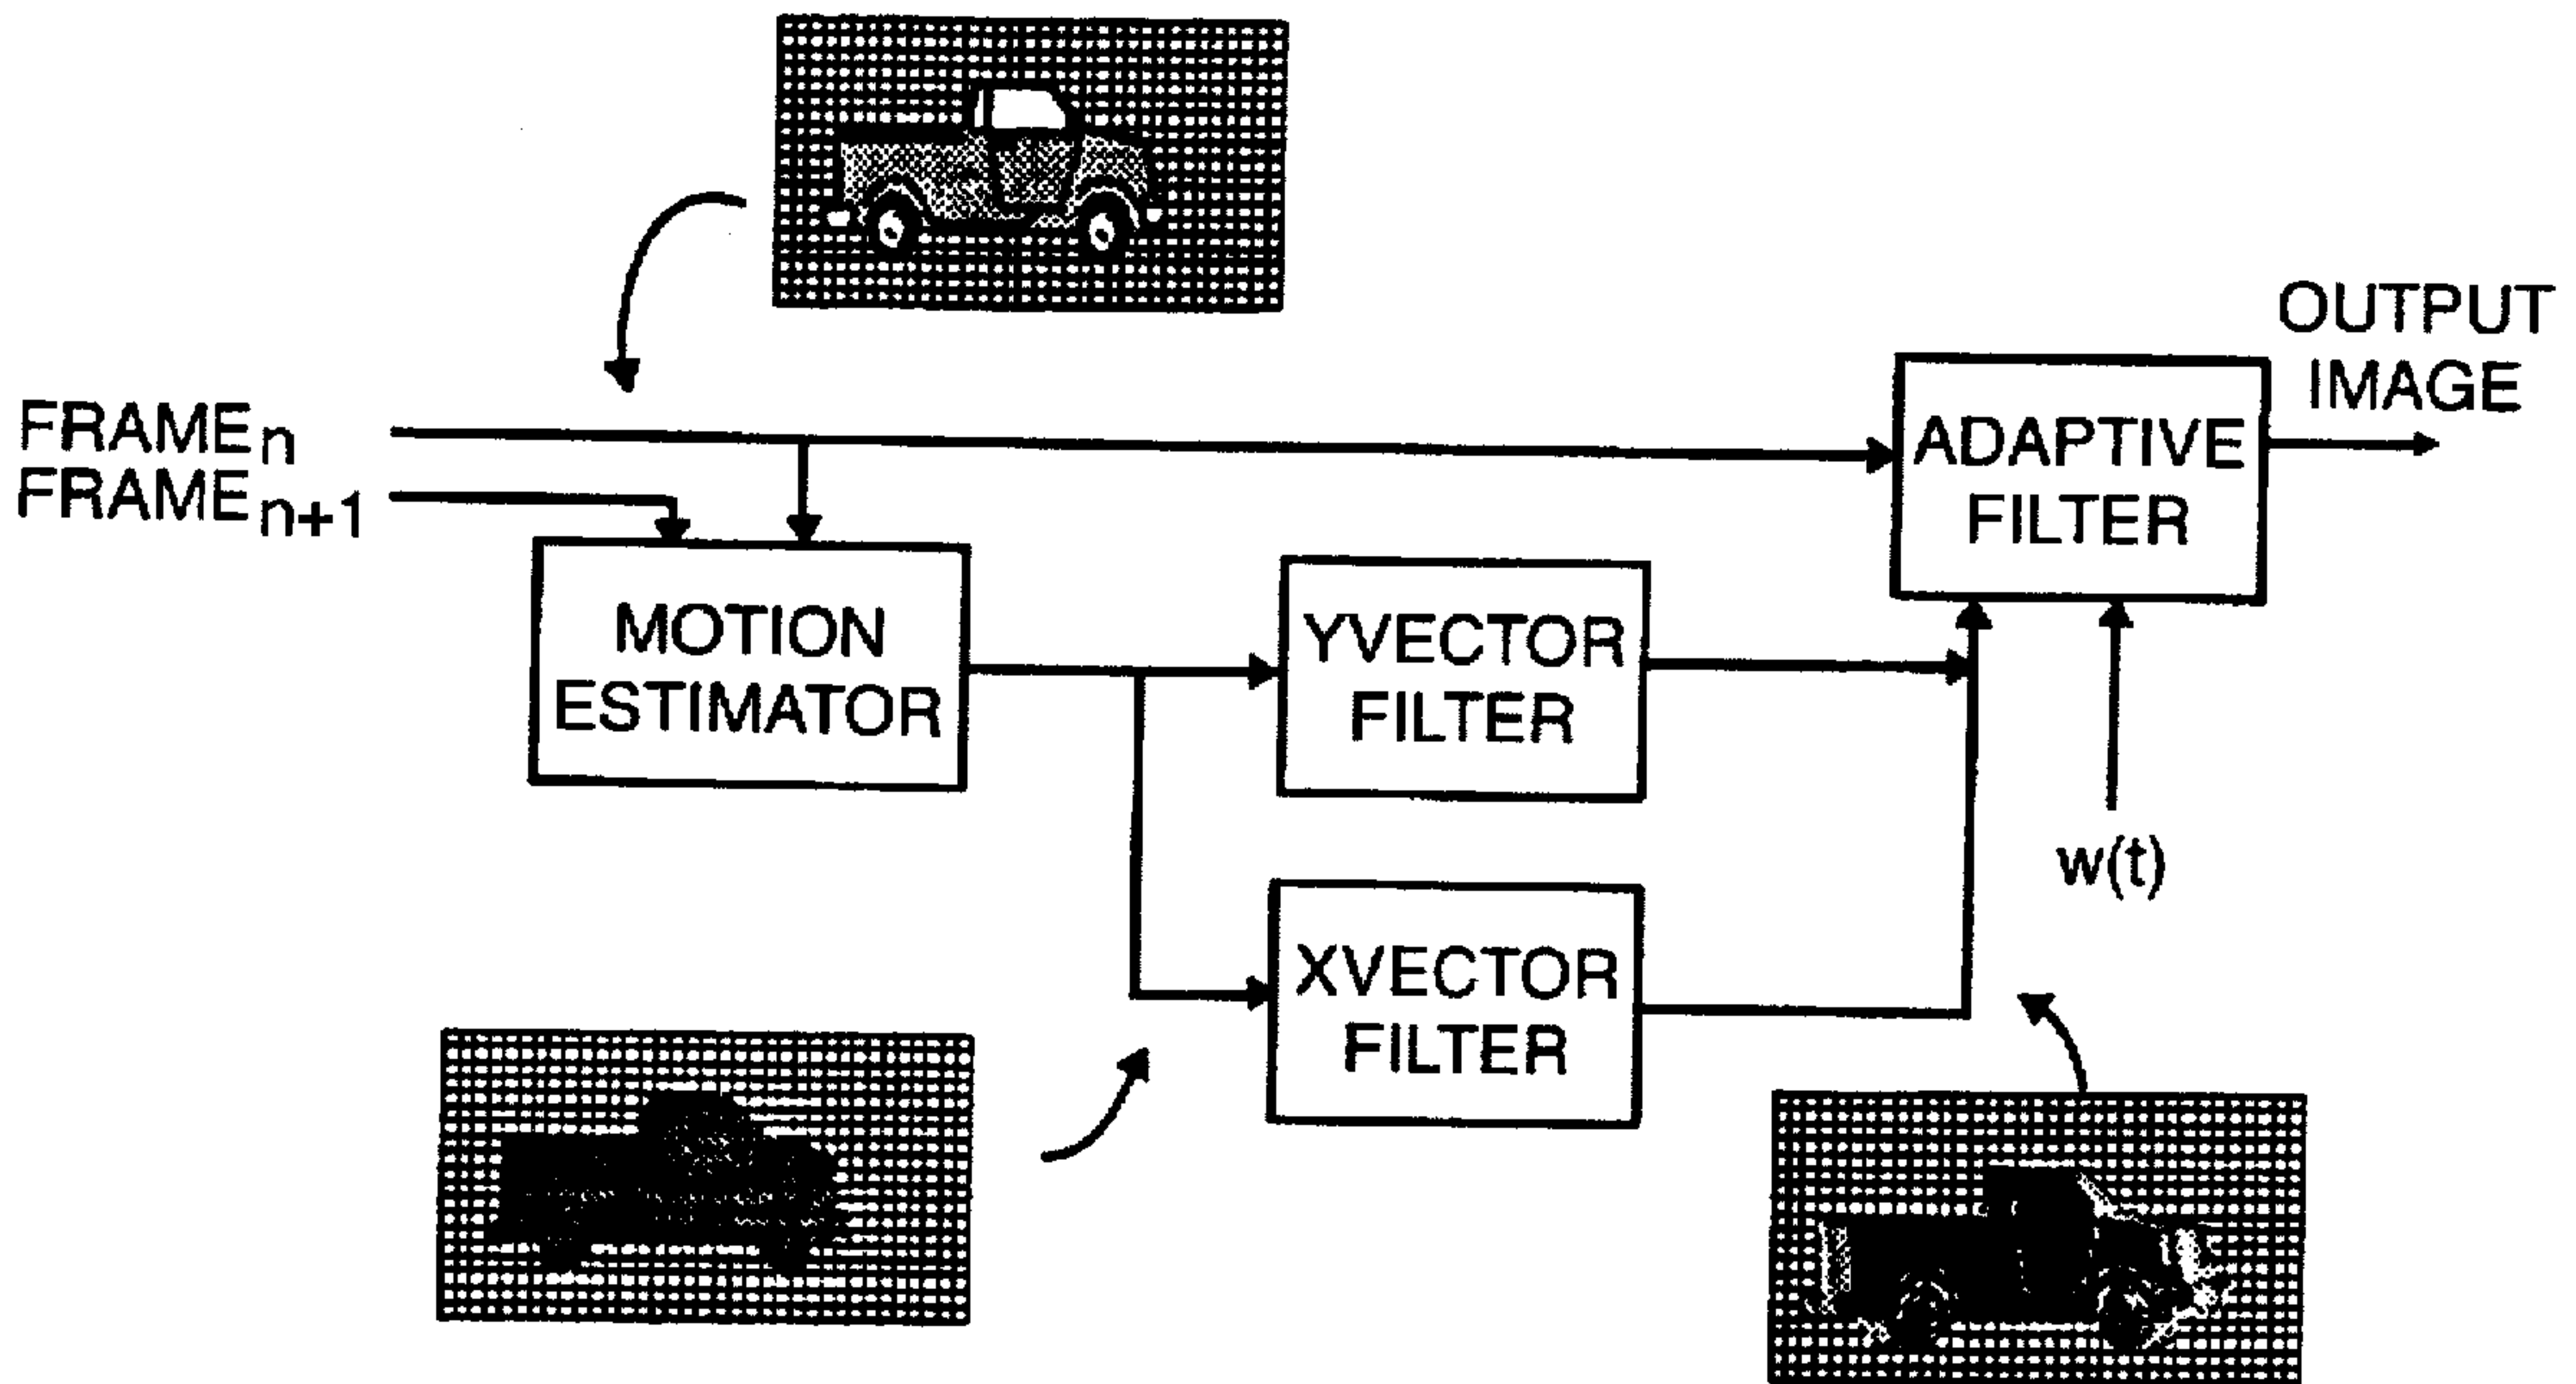 OUTPUT
IMAGE
FRAMEn
FRAMEn+1
ADAPTIVE
FILTER
MOTION
ESTIMATOR
YVECTOR
FILTER
w(t)
XVECTOR
FILTER